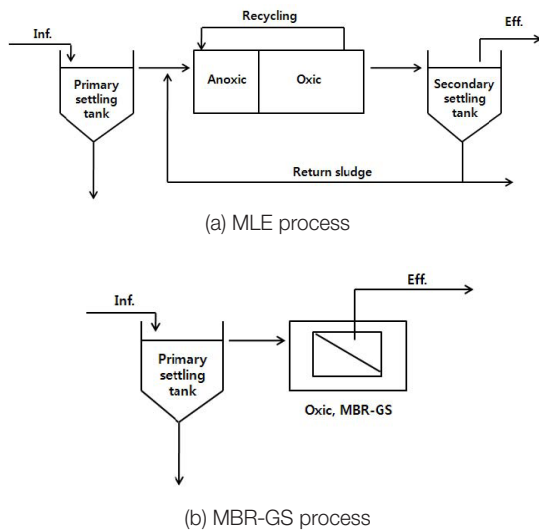 Recycling
Inf.
Eff.
Primary
settling
tank
Anoxic
Oxic
Secondary
settling
tank
Return sludge
(a) MLE process
Eff.
Inf.
Primary
settling
tank
Oxic, MBR-GS
(b) MBR-GS process